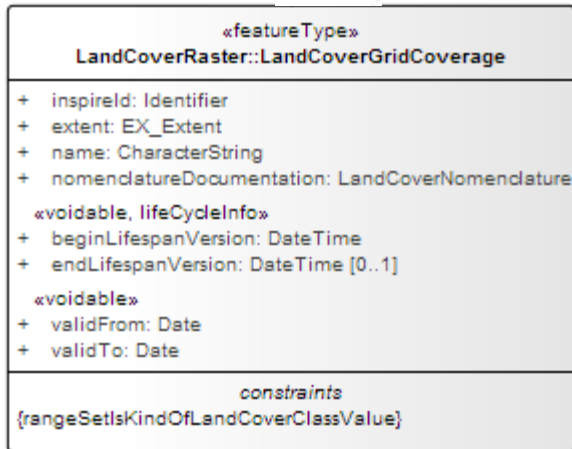 «featureType»
LandCoverRaster::LandCoverGridCoverage
+ inspireId: Identifier
+ extent: EX_Extent
+ name: CharacterString
+ nomenclatureDocumentation: LandCoverNomenclature
«voidable, lifeCycleInfo»
+ beginLifespanVersion: DateTime
+ endLifespanVersion: DateTime [0..1]
«voidable»
+ validFrom: Date
+ validTo: Date
constraints
{rangeSetIsKindOfLandCoverClassValue}